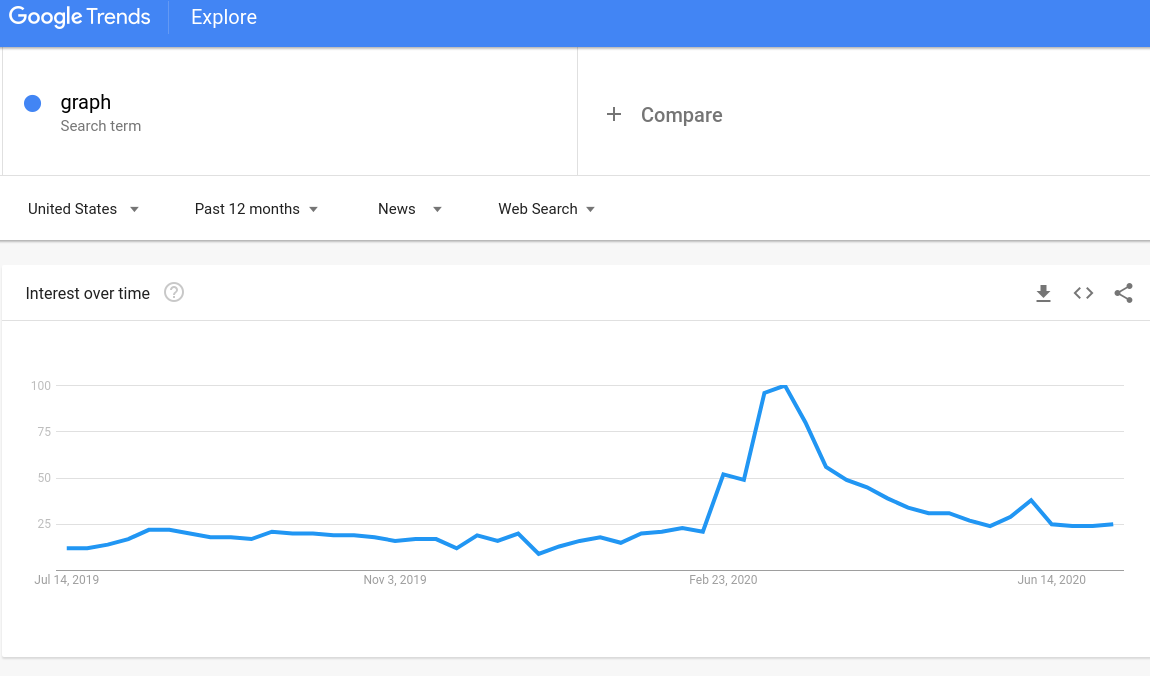 Google Trends
Explore
graph
Search term
+ Compare
United States
Past 12 months
News
Web Search
Interest over time
?
100
75
50
25
Jul 14, 2019
Nov 3, 2019
Feb 23, 2020
Jun 14, 2020